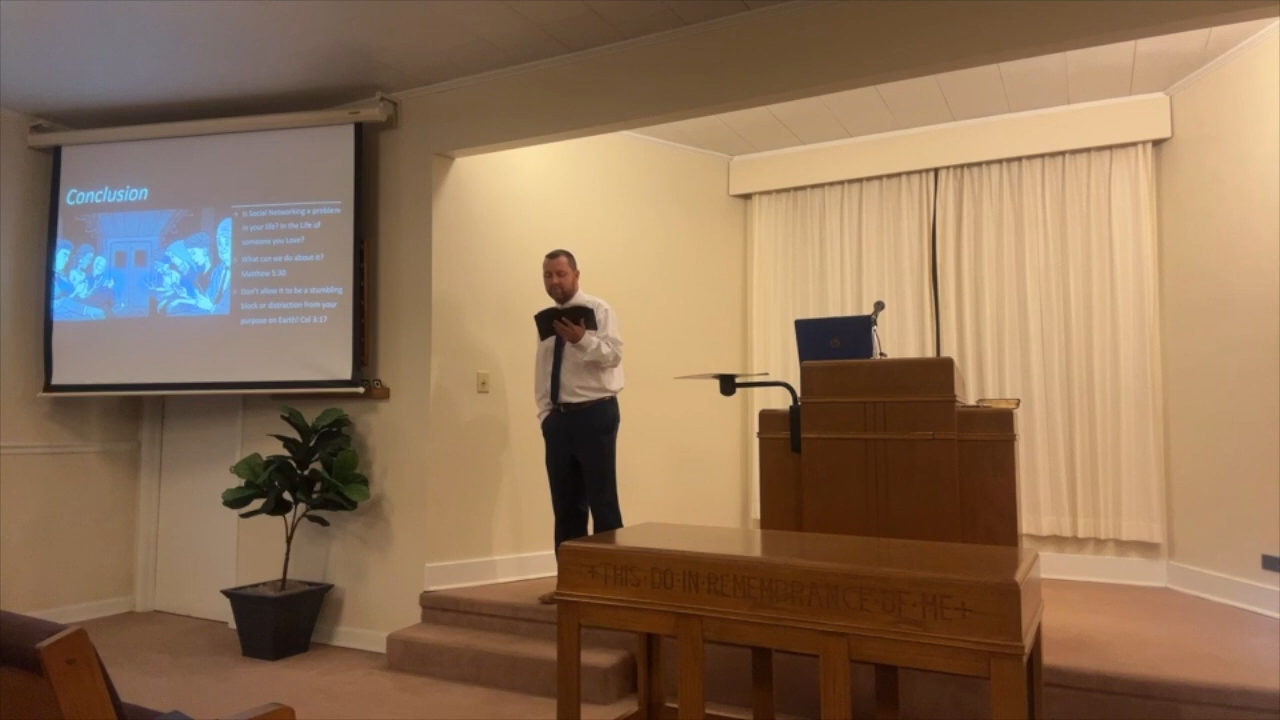 Conclusion
Is Social Networking a problem
in your life? In the Life of
someone you Love?
What can we do about it?
Matthew 5:30
Don't allow it to be a stumbling
block or distraction from your
purpose on Earth! Col 3:17
+THIS·DO·IN·REMEMBRANCE·OF·ME+